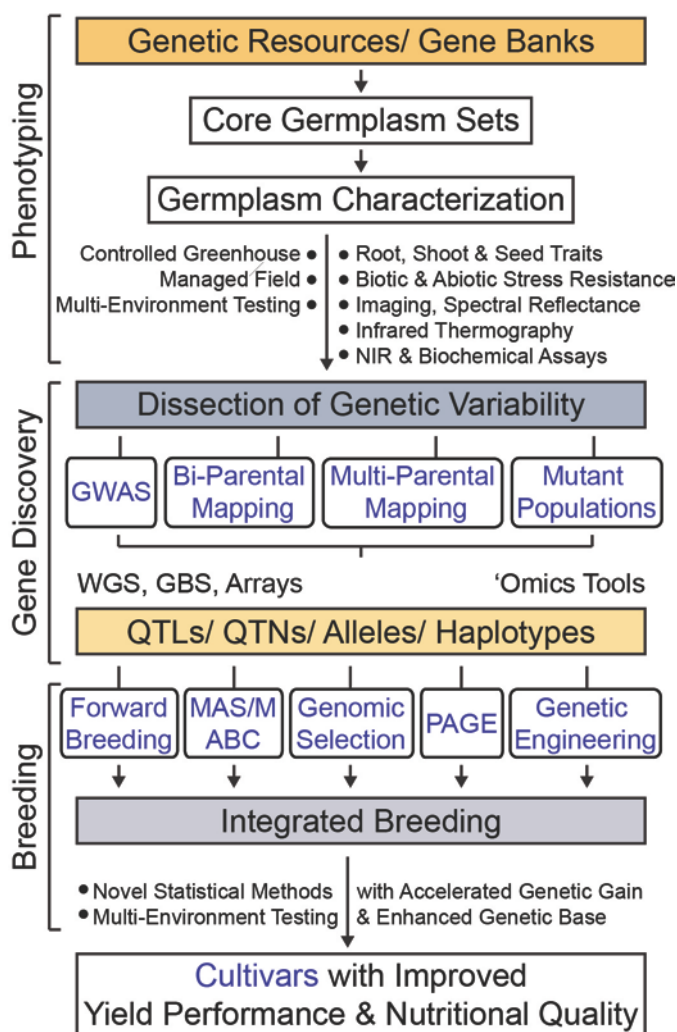 Phenotyping
Genetic Resources/ Gene Banks
Core Germplasm Sets
Germplasm Characterization
Controlled Greenhouse ●
Managed Field ●
Multi-Environment Testing ●
● Root, Shoot & Seed Traits
● Biotic & Abiotic Stress Resistance
● Imaging, Spectral Reflectance
● Infrared Thermography
● NIR & Biochemical Assays
Gene Discovery
Dissection of Genetic Variability
GWAS
Bi-Parental
Mapping
Multi-Parental
Mapping
Mutant
Populations
WGS, GBS, Arrays
‘Omics Tools
QTLs/ QTNs/ Alleles/ Haplotypes
Breeding
Forward
Breeding
MAS/M
ABC
Genomic
Selection
PAGE
Genetic
Engineering
Integrated Breeding
● Novel Statistical Methods
● Multi-Environment Testing
with Accelerated Genetic Gain
& Enhanced Genetic Base
Cultivars with Improved
Yield Performance & Nutritional Quality